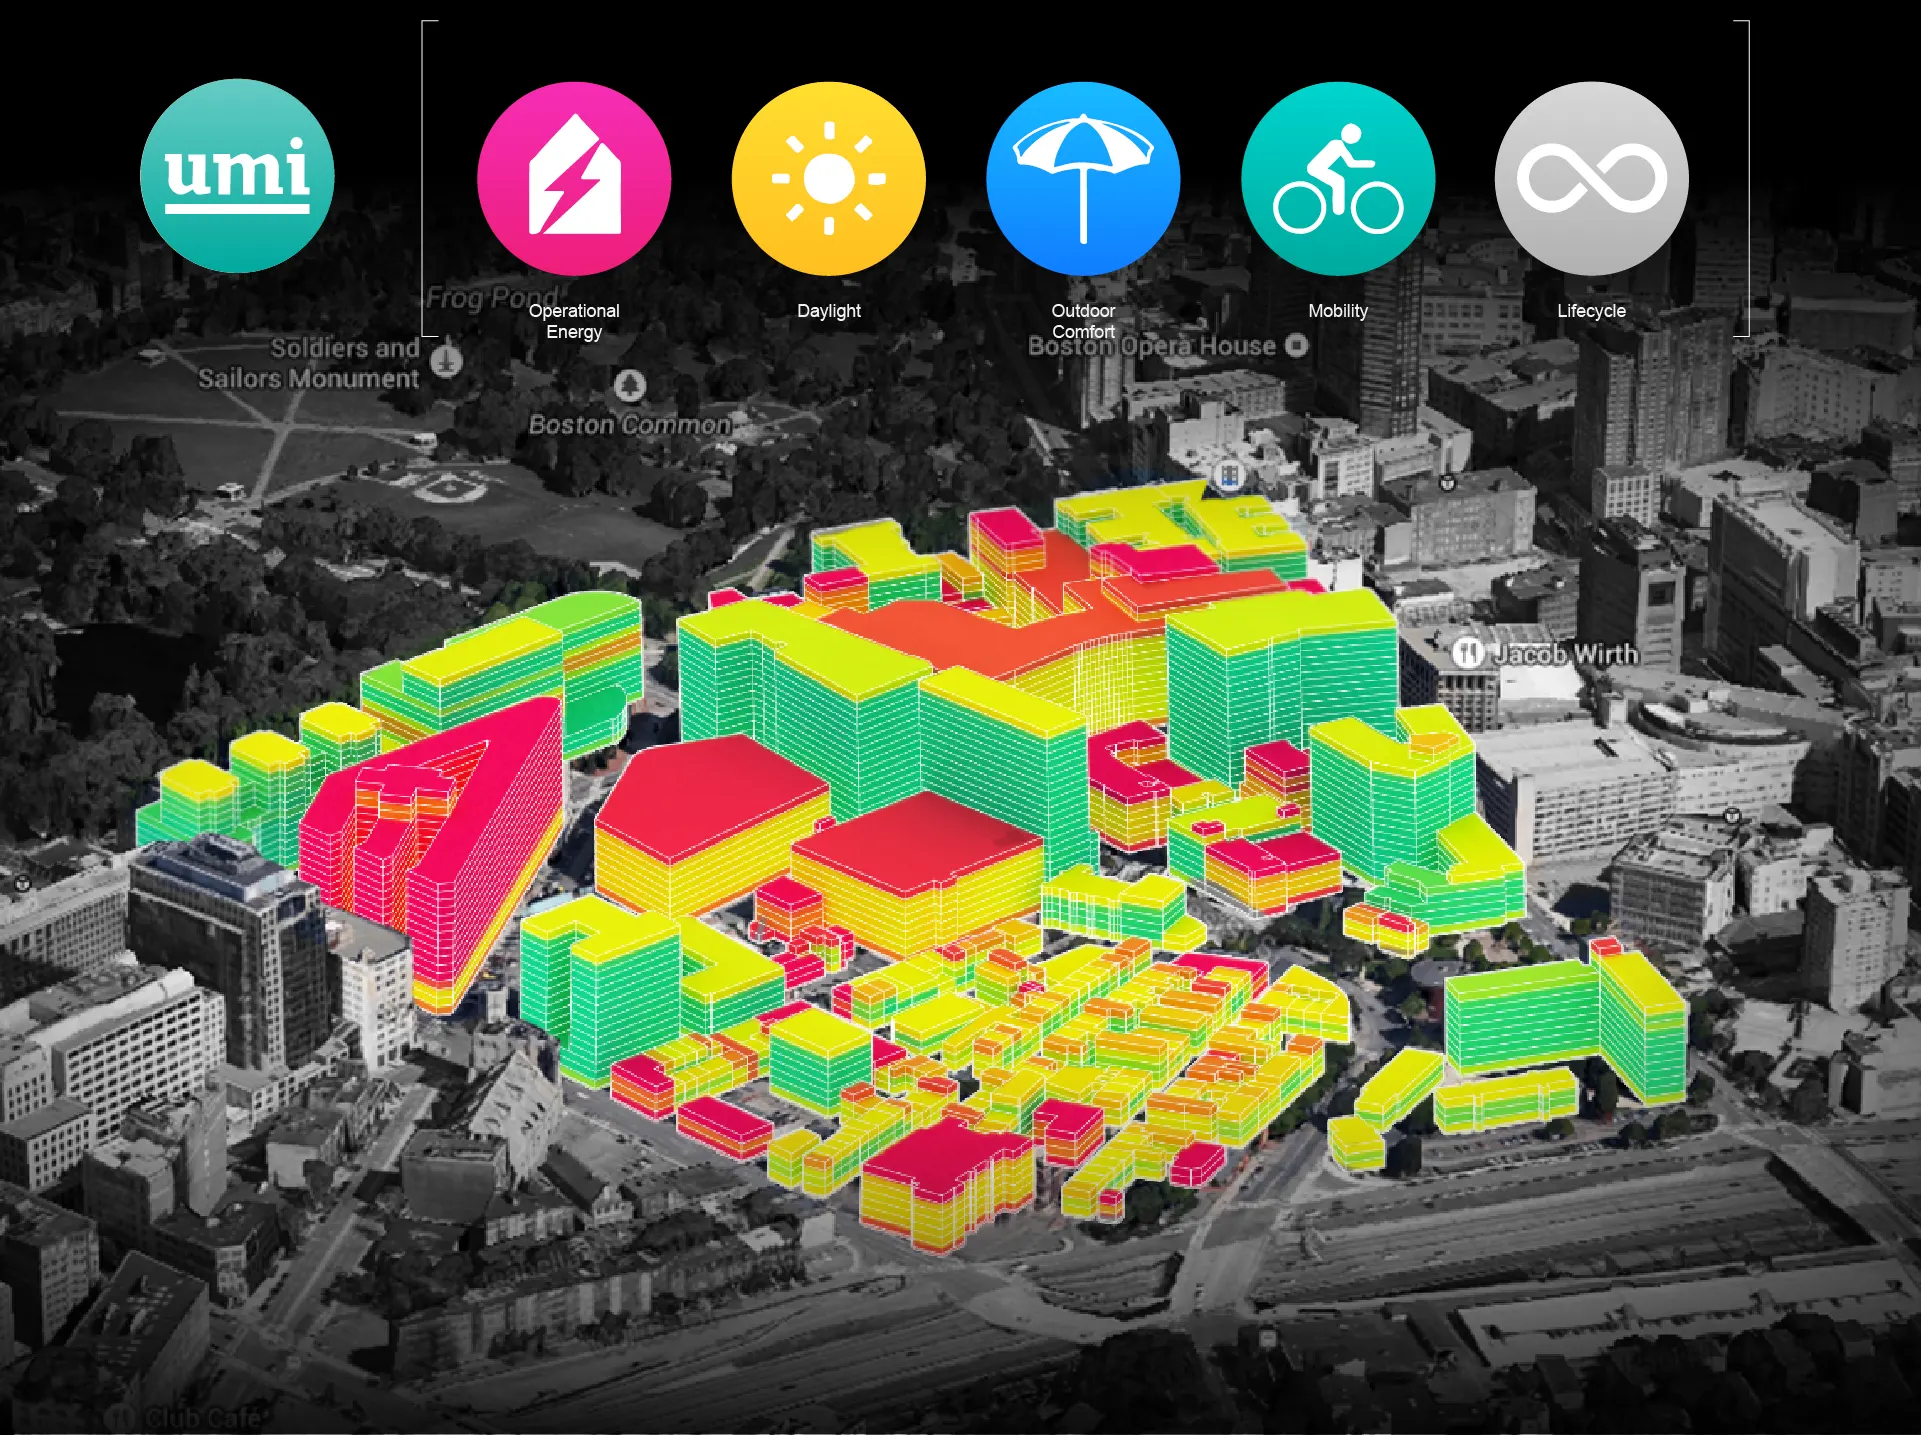 umi
Operational
Energy
Daylight
Outdoor
Comfort
Mobility
Lifecycle
Frog Pond
Soldiers and
Sailors Monument
Boston Opera House
Boston Common
Jacob Wirth
Club Café